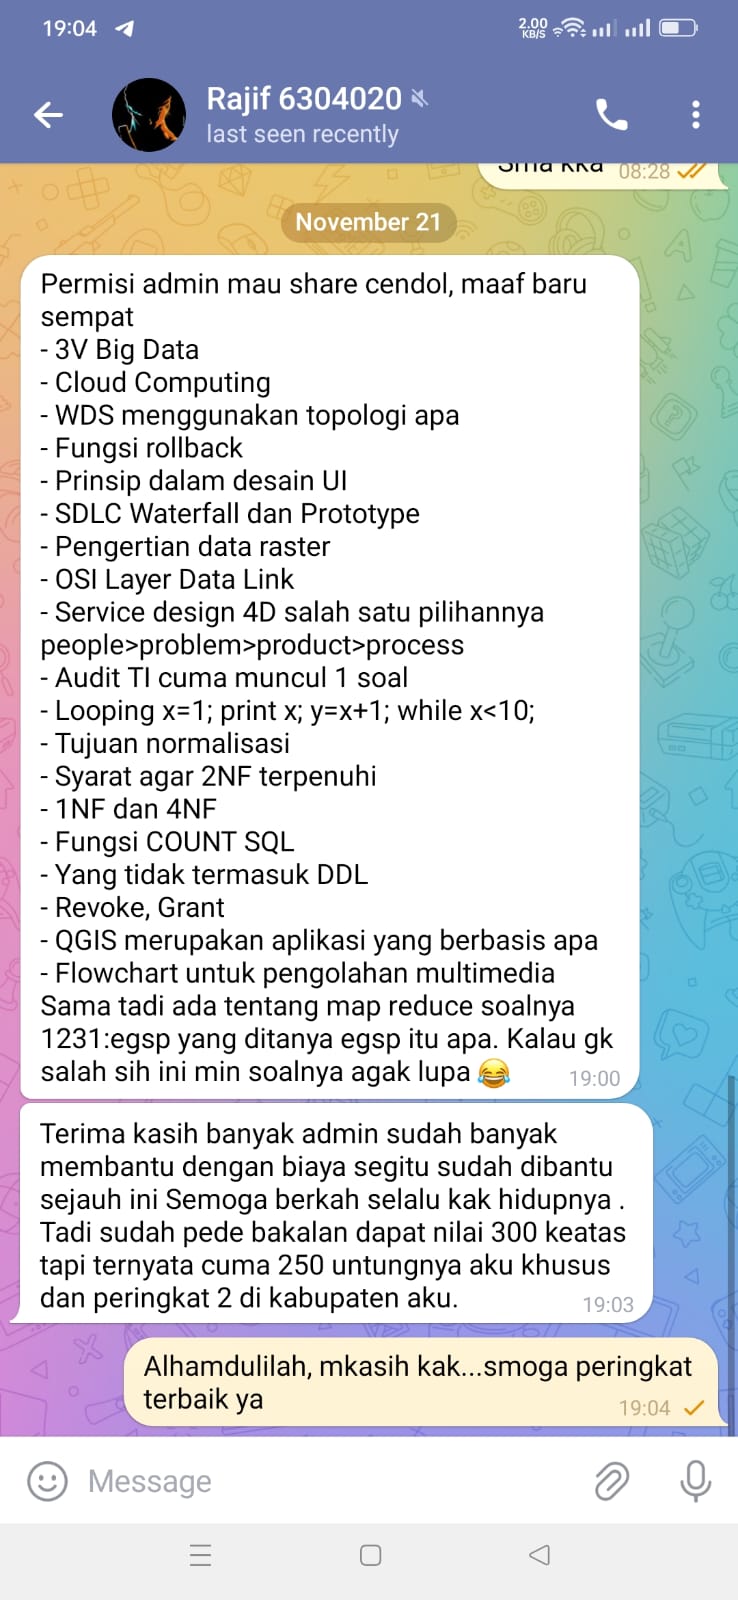 19:04
2.00
KB/S
Rajif 6304020
last seen recently
08:28
November 21
Permisi admin mau share cendol, maaf baru
sempat
- 3V Big Data
- Cloud Computing
- WDS menggunakan topologi apa
- Fungsi rollback
- Prinsip dalam desain UI
- SDLC Waterfall dan Prototype
- Pengertian data raster
- OSI Layer Data Link
- Service design 4D salah satu pilihannya
people>problem>product>process
- Audit TI cuma muncul 1 soal
- Looping x=1; print x; y=x+1; while x<10;
- Tujuan normalisasi
- Syarat agar 2NF terpenuhi
- 1NF dan 4NF
- Fungsi COUNT SQL
- Yang tidak termasuk DDL
- Revoke, Grant
- QGIS merupakan aplikasi yang berbasis apa
- Flowchart untuk pengolahan multimedia
Sama tadi ada tentang map reduce soalnya
1231:egsp yang ditanya egsp itu apa. Kalau gk
salah sih ini min soalnya agak lupa 😂 19:00
Terima kasih banyak admin sudah banyak
membantu dengan biaya segitu sudah dibantu
sejauh ini Semoga berkah selalu kak hidupnya .
Tadi sudah pede bakalan dapat nilai 300 keatas
tapi ternyata cuma 250 untungnya aku khusus
dan peringkat 2 di kabupaten aku. 19:03
Alhamdulilah, mkasih kak...smoga peringkat
terbaik ya 19:04
Message